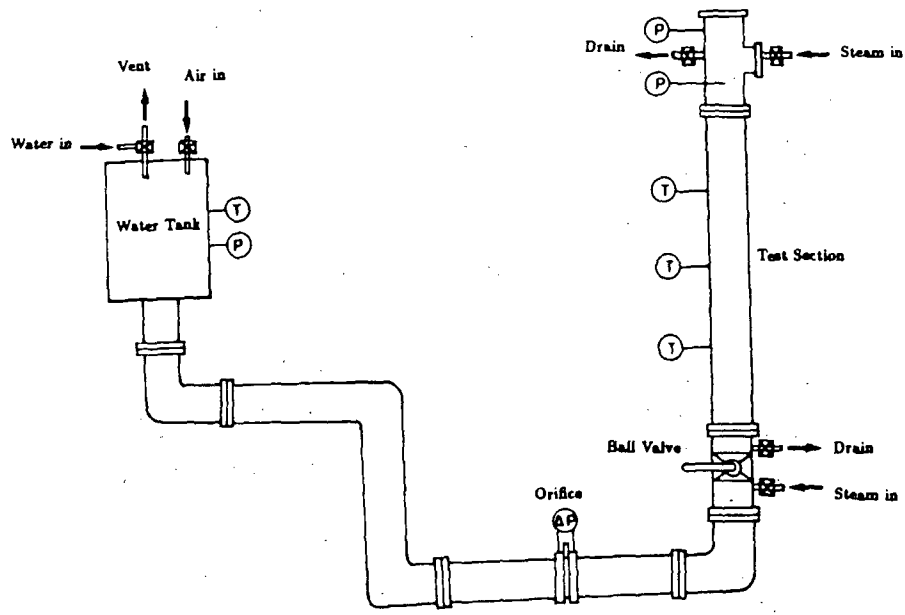 P
Drain
Steam in
P
Vent
Air in
Water in
T
Water Tank
P
T
T
Test Section
T
Ball Valve
Drain
Steam in
Orifice
ΔP